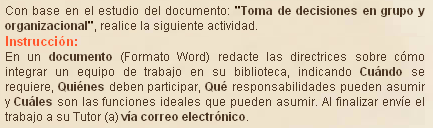 Con base en el estudio del documento: "Toma de decisiones en grupo y
organizacional", realice la siguiente actividad.
Instrucción:
En un documento (Formato Word) redacte las directrices sobre cómo
integrar un equipo de trabajo en su biblioteca, indicando Cuándo se
requiere, Quiénes deben participar, Qué responsabilidades pueden asumir
y Cuáles son las funciones ideales que pueden asumir. Al finalizar envíe el
trabajo a su Tutor (a) vía correo electrónico.